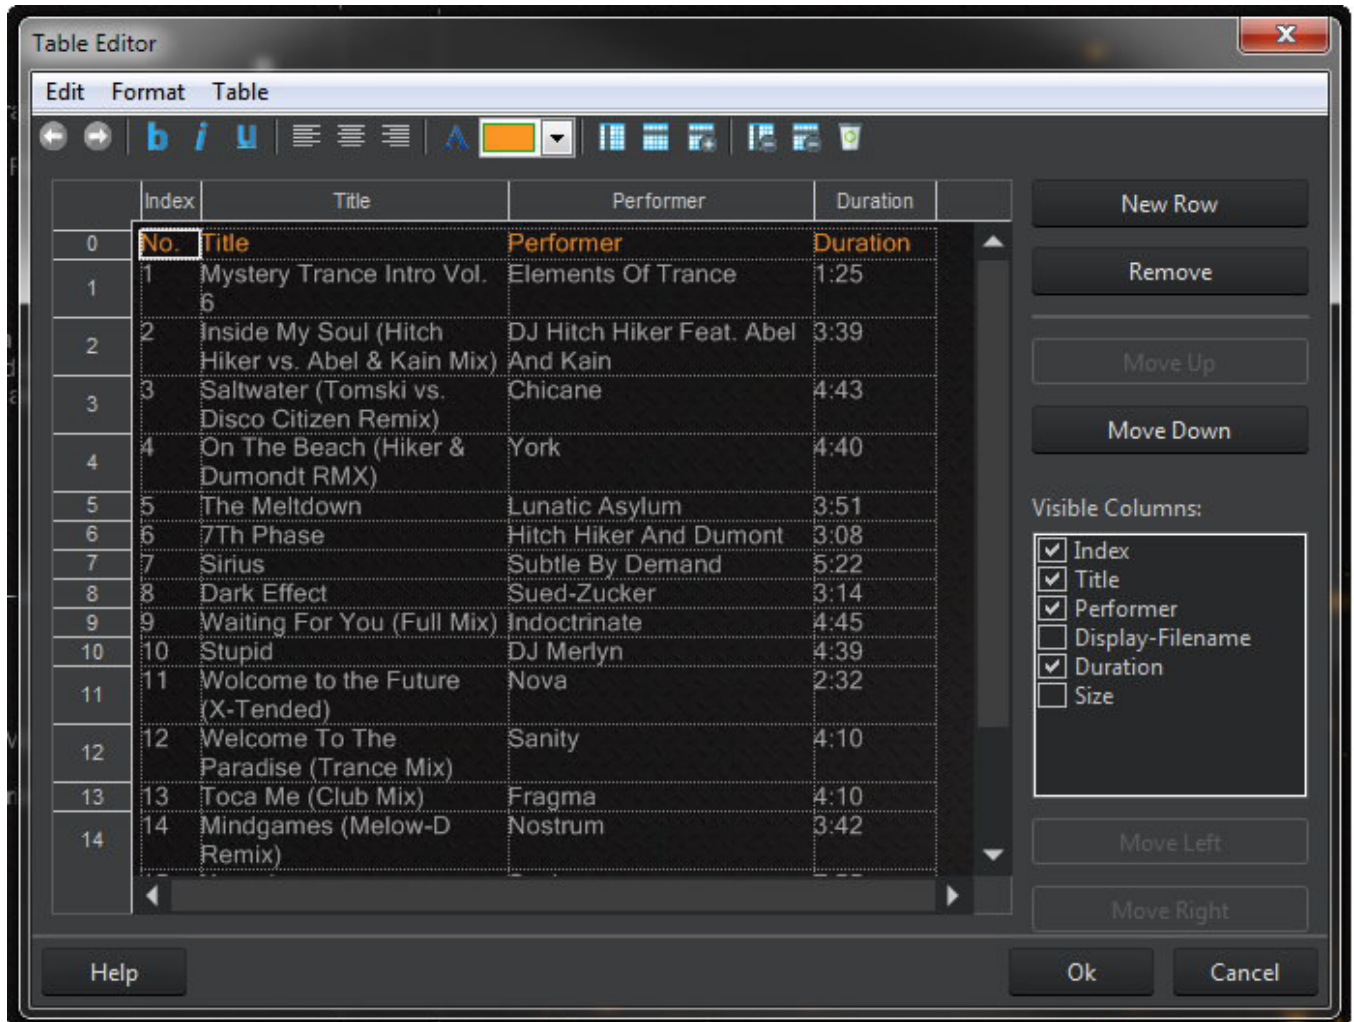 Table Editor
Edit Format Table
b i u A
Index Title Performer Duration
0 No. Title Performer Duration
1 1 Mystery Trance Intro Vol. Elements Of Trance 1:25
6
2 2 Inside My Soul (Hitch DJ Hitch Hiker Feat. Abel 3:39
Hiker vs. Abel & Kain Mix) And Kain
3 3 Saltwater (Tomski vs. Chicane 4:43
Disco Citizen Remix)
4 4 On The Beach (Hiker & York 4:40
Dumondt RMX)
5 5 The Meltdown Lunatic Asylum 3:51
6 6 7Th Phase Hitch Hiker And Dumont 3:08
7 7 Sirius Subtle By Demand 5:22
8 8 Dark Effect Sued-Zucker 3:14
9 9 Waiting For You (Full Mix) Indoctrinate 4:45
10 10 Stupid DJ Merlyn 4:39
11 11 Wolcome to the Future Nova 2:32
(X-Tended)
12 12 Welcome To The Sanity 4:10
Paradise (Trance Mix)
13 13 Toca Me (Club Mix) Fragma 4:10
14 14 Mindgames (Melow-D Nostrum 3:42
Remix)
New Row
Remove
Move Up
Move Down
Visible Columns:
Index
Title
Performer
Display-Filename
Duration
Size
Move Left
Move Right
Help Ok Cancel